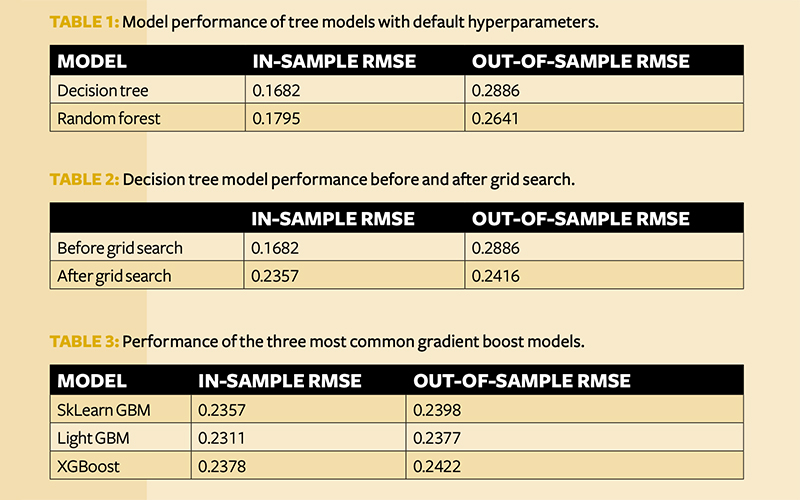 TABLE 1: Model performance of tree models with default hyperparameters.
MODEL IN-SAMPLE RMSE OUT-OF-SAMPLE RMSE
Decision tree 0.1682 0.2886
Random forest 0.1795 0.2641
TABLE 2: Decision tree model performance before and after grid search.
IN-SAMPLE RMSE OUT-OF-SAMPLE RMSE
Before grid search 0.1682 0.2886
After grid search 0.2357 0.2416
TABLE 3: Performance of the three most common gradient boost models.
MODEL IN-SAMPLE RMSE OUT-OF-SAMPLE RMSE
SkLearn GBM 0.2357 0.2398
Light GBM 0.2311 0.2377
XGBoost 0.2378 0.2422